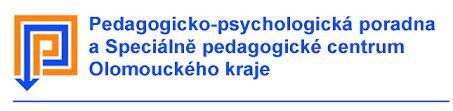 Pedagogicko-psychologická poradna
a Speciálně pedagogické centrum
Olomouckého kraje